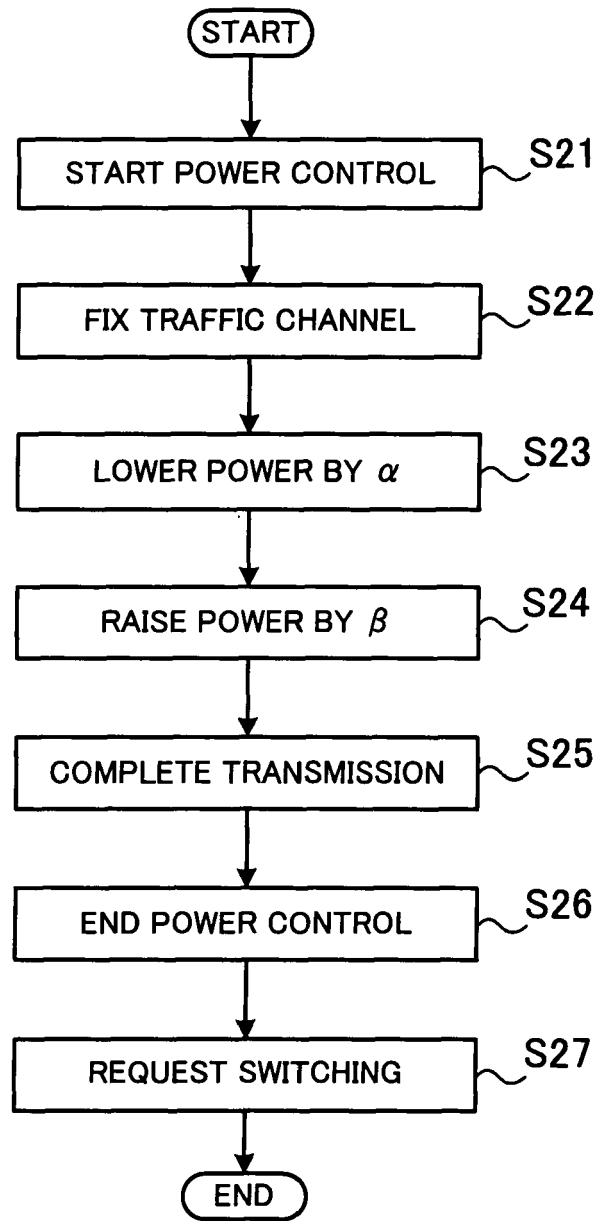 START
START POWER CONTROL
S21
FIX TRAFFIC CHANNEL
S22
LOWER POWER BY α
S23
RAISE POWER BY β
S24
COMPLETE TRANSMISSION
S25
END POWER CONTROL
S26
REQUEST SWITCHING
S27
END